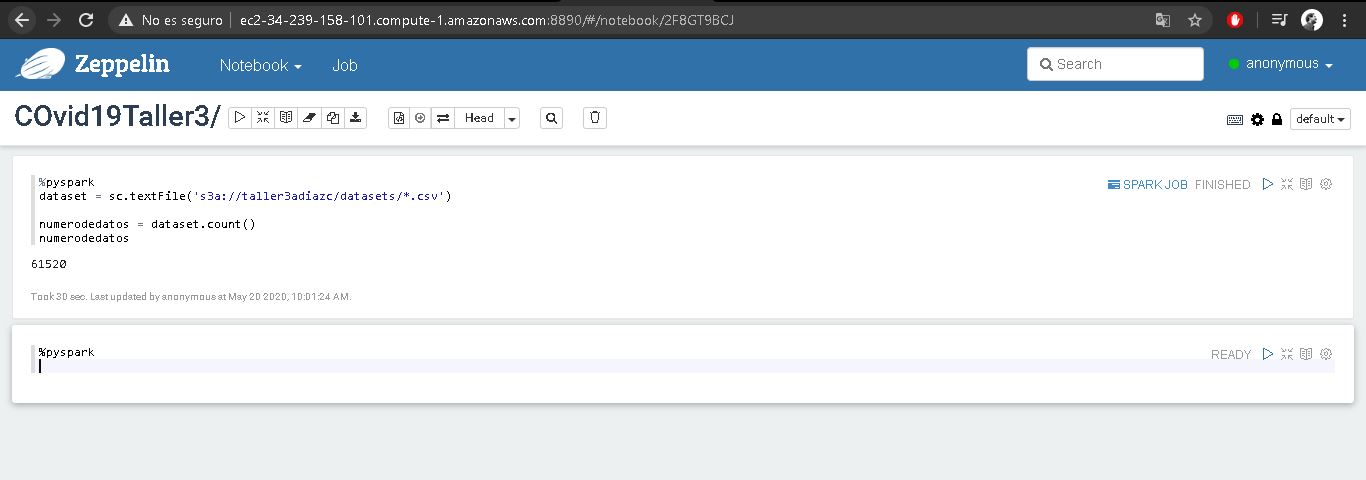 No es seguro | ec2-34-239-158-101.compute-1.amazonaws.com:8890/#/notebook/2F8GT9BCJ
Zeppelin Notebook Job Search anonymous
COvid19Taller3/ Head default
%pyspark SPARK JOB FINISHED
dataset = sc.textFile('s3a://taller3adiazc/datasets/*.csv')
numerodedatos = dataset.count()
numerodedatos
61520
Took 30 sec. Last updated by anonymous at May 20 2020, 10:01:24 AM.
%pyspark READY